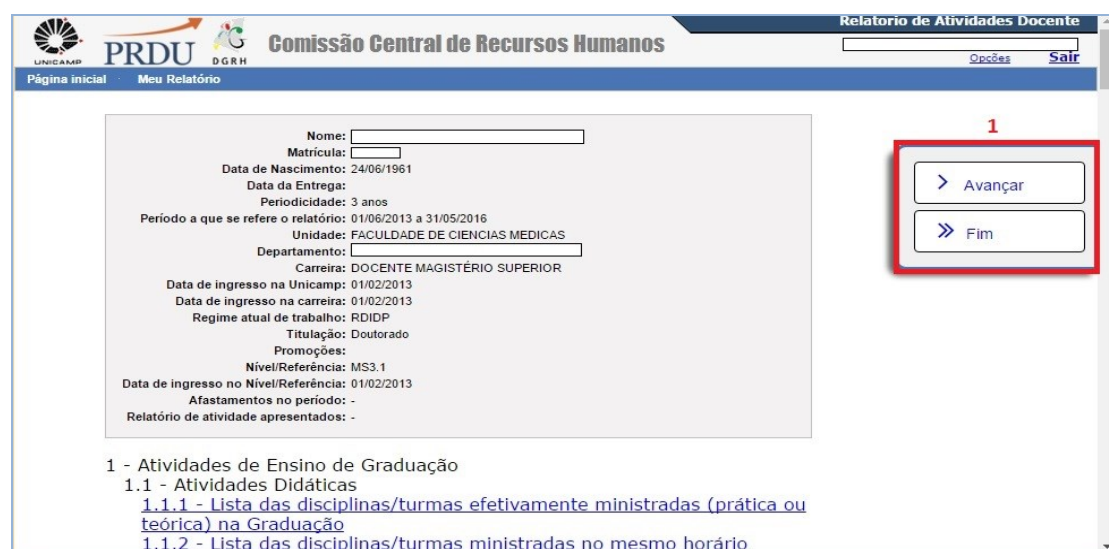 Relatorio de Atividades Docente
UNICAMP
PRDU
DGRH
Comissão Central de Recursos Humanos
Opcões Sair
Página inicial · Meu Relatório
1
Avançar
Fim
Nome:
Matrícula:
Data de Nascimento: 24/06/1961
Data da Entrega:
Periodicidade: 3 anos
Período a que se refere o relatório: 01/06/2013 a 31/05/2016
Unidade: FACULDADE DE CIENCIAS MEDICAS
Departamento:
Carreira: DOCENTE MAGISTÉRIO SUPERIOR
Data de ingresso na Unicamp: 01/02/2013
Data de ingresso na carreira: 01/02/2013
Regime atual de trabalho: RDIDP
Titulação: Doutorado
Promoções:
Nível/Referência: MS3.1
Data de ingresso no Nível/Referência: 01/02/2013
Afastamentos no período: -
Relatório de atividade apresentados: -
1 - Atividades de Ensino de Graduação
1.1 - Atividades Didáticas
1.1.1 - Lista das disciplinas/turmas efetivamente ministradas (prática ou
teórica) na Graduação
1.1.2 - Lista das disciplinas/turmas ministradas no mesmo horário